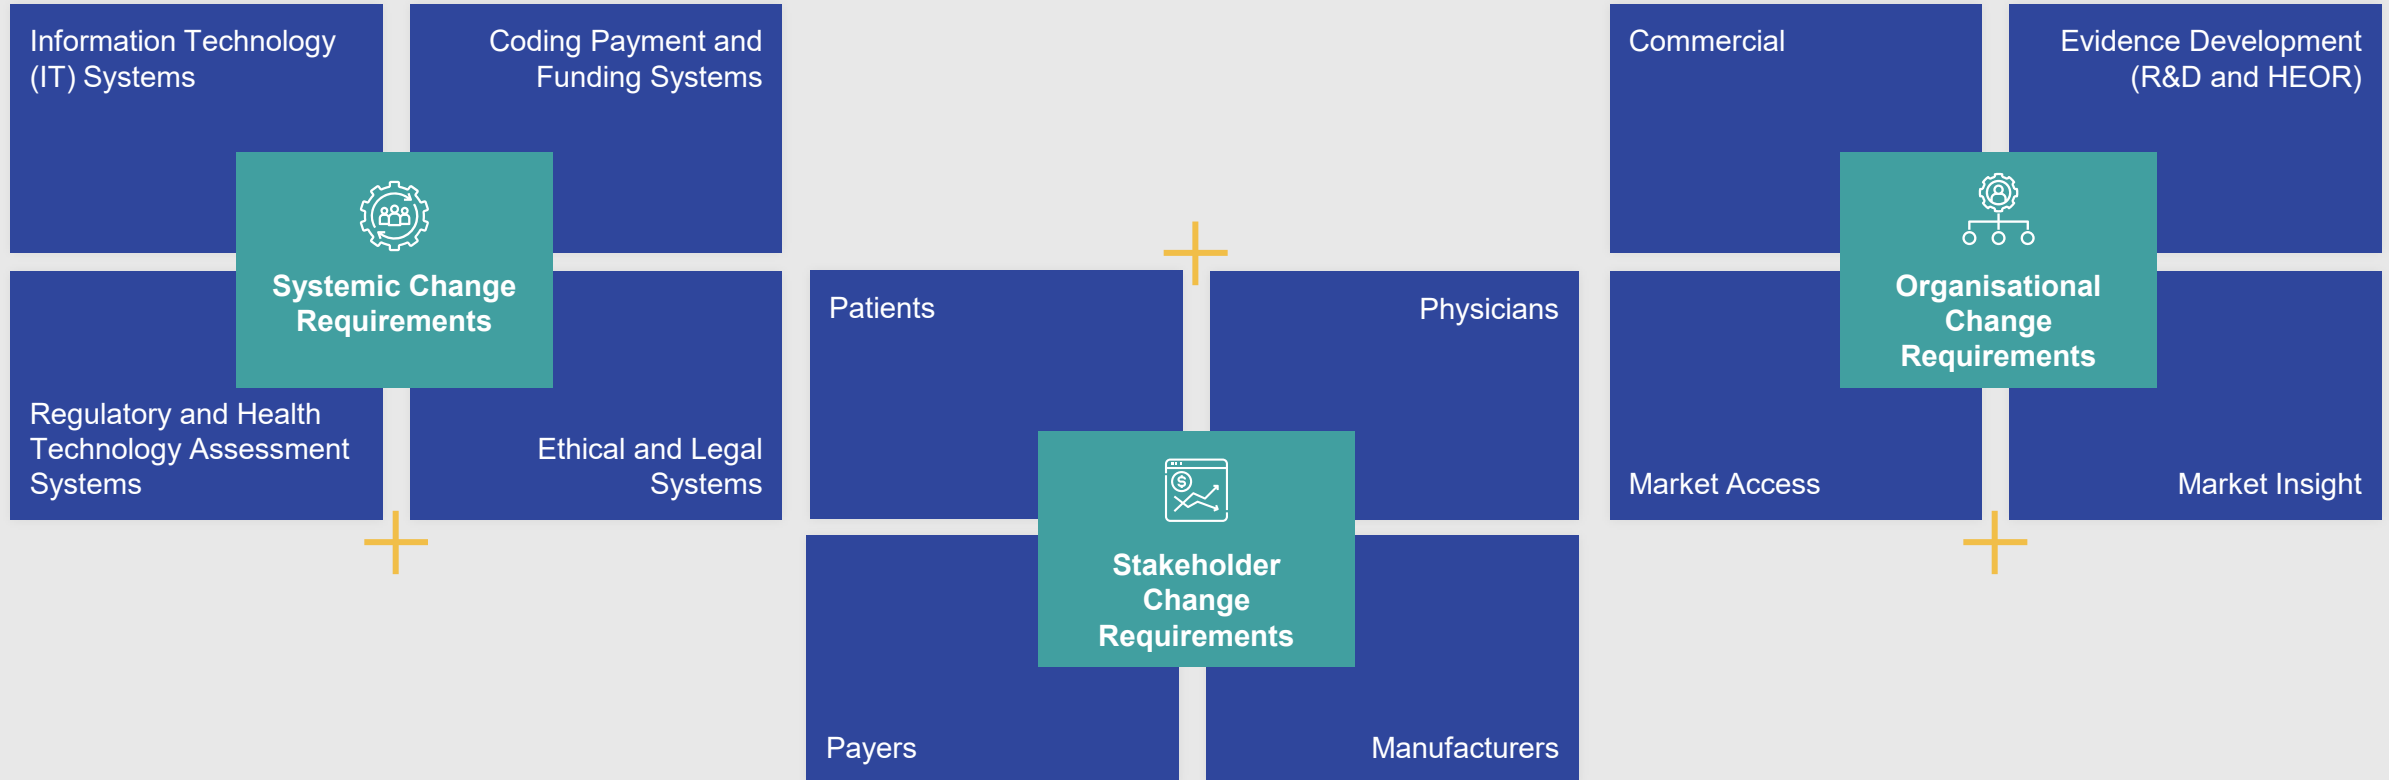 Information Technology
(IT) Systems
Coding Payment and
Funding Systems
Systemic Change
Requirements
Regulatory and Health
Technology Assessment
Systems
Ethical and Legal
Systems
Patients
Physicians
$
Stakeholder
Change
Requirements
Payers
Manufacturers
Commercial
Evidence Development
(R&D and HEOR)
Organisational
Change
Requirements
Market Access
Market Insight